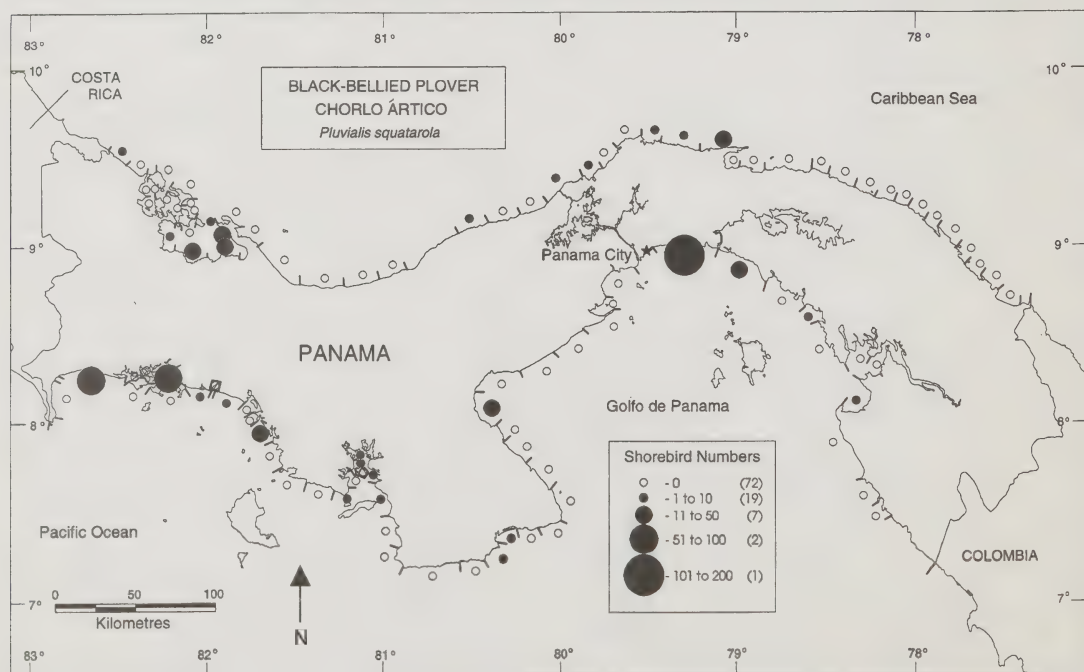 83°
82°
81°
80°
79°
78°
10°
10°
COSTA
RICA
BLACK-BELLIED PLOVER
CHORLO ÁRTICO
Pluvialis squatarola
Caribbean Sea
9°
9°
Panama City
PANAMA
Golfo de Panama
8°
8°
Shorebird Numbers
- 0 (72)
- 1 to 10 (19)
- 11 to 50 (7)
- 51 to 100 (2)
- 101 to 200 (1)
Pacific Ocean
COLOMBIA
7°
7°
0 50 100
Kilometres
N
83°
82°
81°
80°
79°
78°